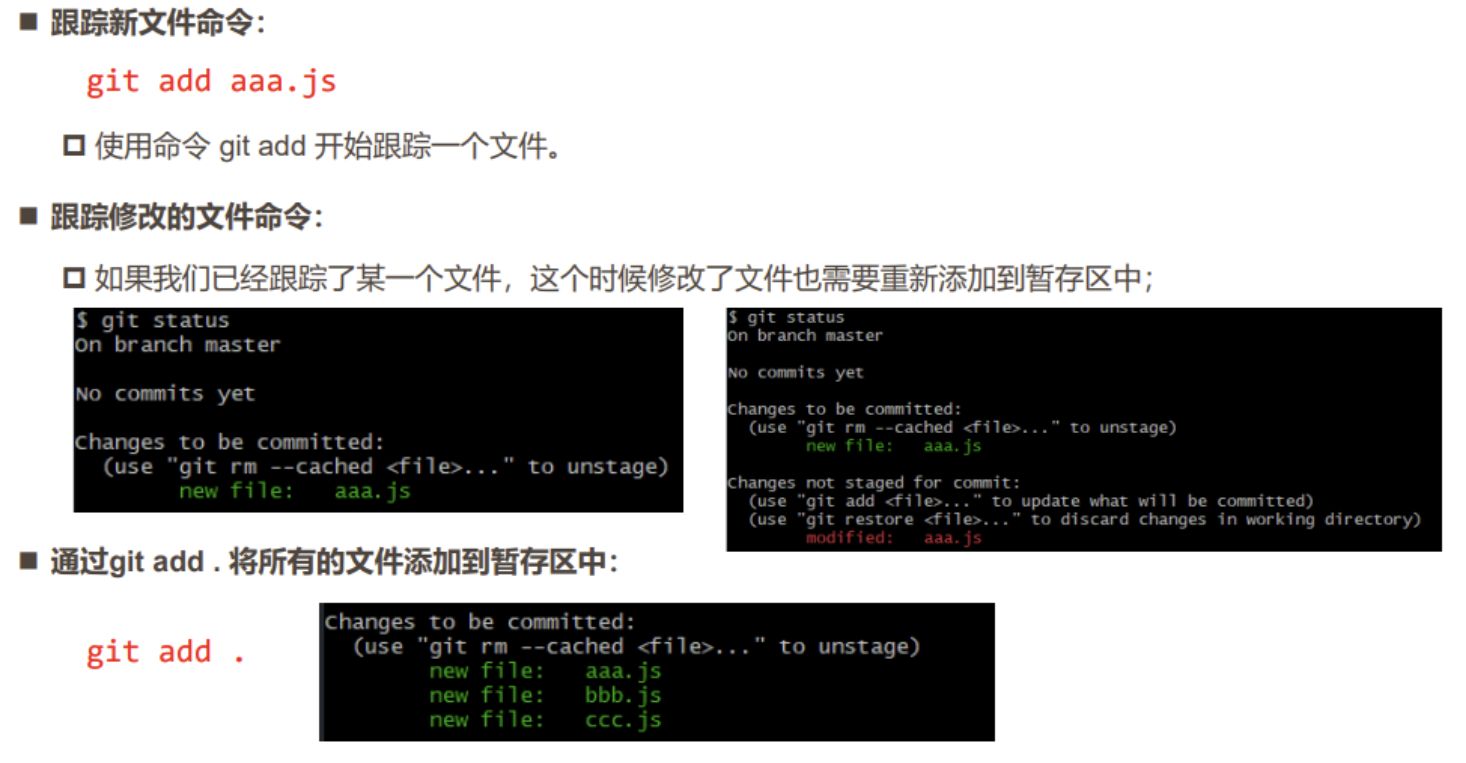 跟踪新文件命令：
git add aaa.js
使用命令 git add 开始跟踪一个文件。
跟踪修改的文件命令：
如果我们已经跟踪了某一个文件，这个时候修改了文件也需要重新添加到暂存区中；
$ git status
On branch master
No commits yet
Changes to be committed:
(use "git rm --cached <file>..." to unstage)
new file: aaa.js
$ git status
On branch master
No commits yet
Changes to be committed:
(use "git rm --cached <file>..." to unstage)
new file: aaa.js
Changes not staged for commit:
(use "git add <file>..." to update what will be committed)
(use "git restore <file>..." to discard changes in working directory)
modified: aaa.js
通过git add . 将所有的文件添加到暂存区中：
git add .
Changes to be committed:
(use "git rm --cached <file>..." to unstage)
new file: aaa.js
new file: bbb.js
new file: ccc.js